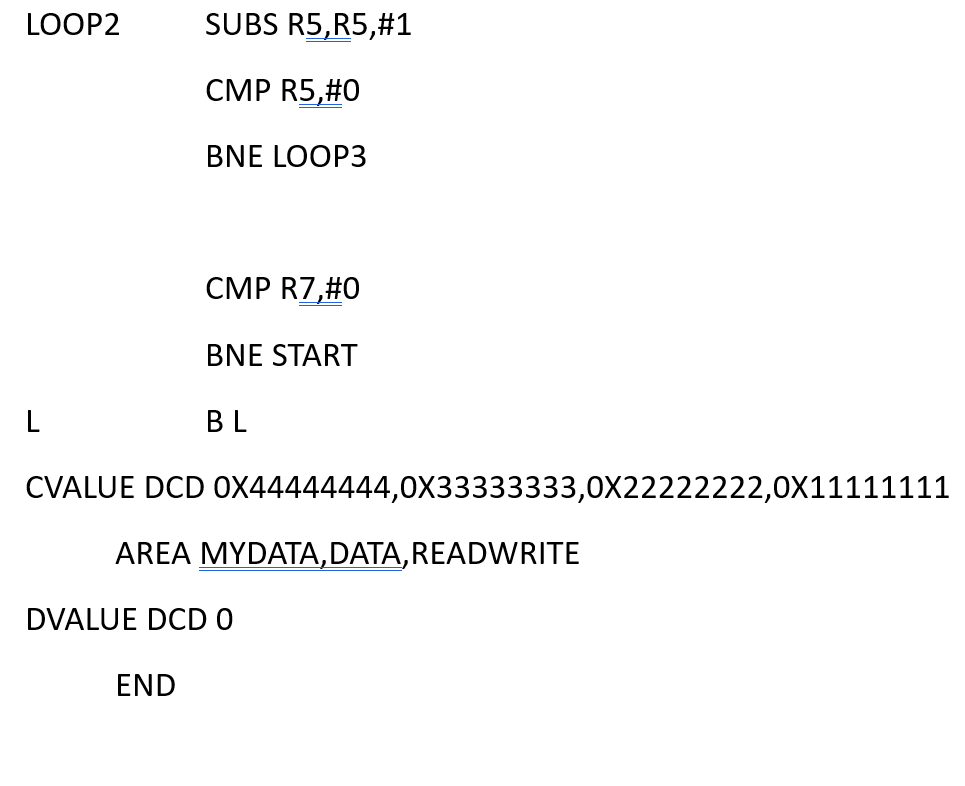 LOOP2 SUBS R5,R5,#1
CMP R5,#0
BNE LOOP3
CMP R7,#0
BNE START
L B L
CVALUE DCD 0X44444444,0X33333333,0X22222222,0X11111111
AREA MYDATA,DATA,READWRITE
DVALUE DCD 0
END